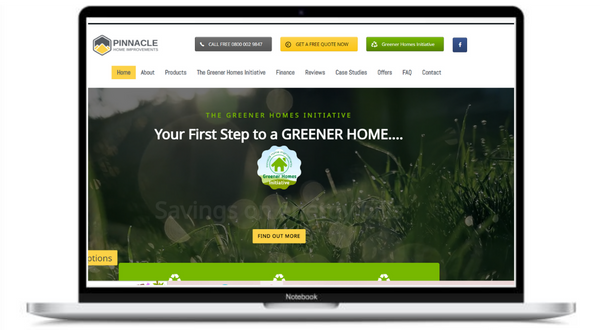 PINNACLE
HOME IMPROVEMENTS
CALL FREE 0800 002 9847
GET A FREE QUOTE NOW
Greener Homes Initiative
f
Home About Products The Greener Homes Initiative Finance Reviews Case Studies Offers FAQ Contact
THE GREENER HOMES INITIATIVE
Your First Step to a GREENER HOME....
Greener Homes
Initiative
Savings on
FIND OUT MORE
ptions
Notebook